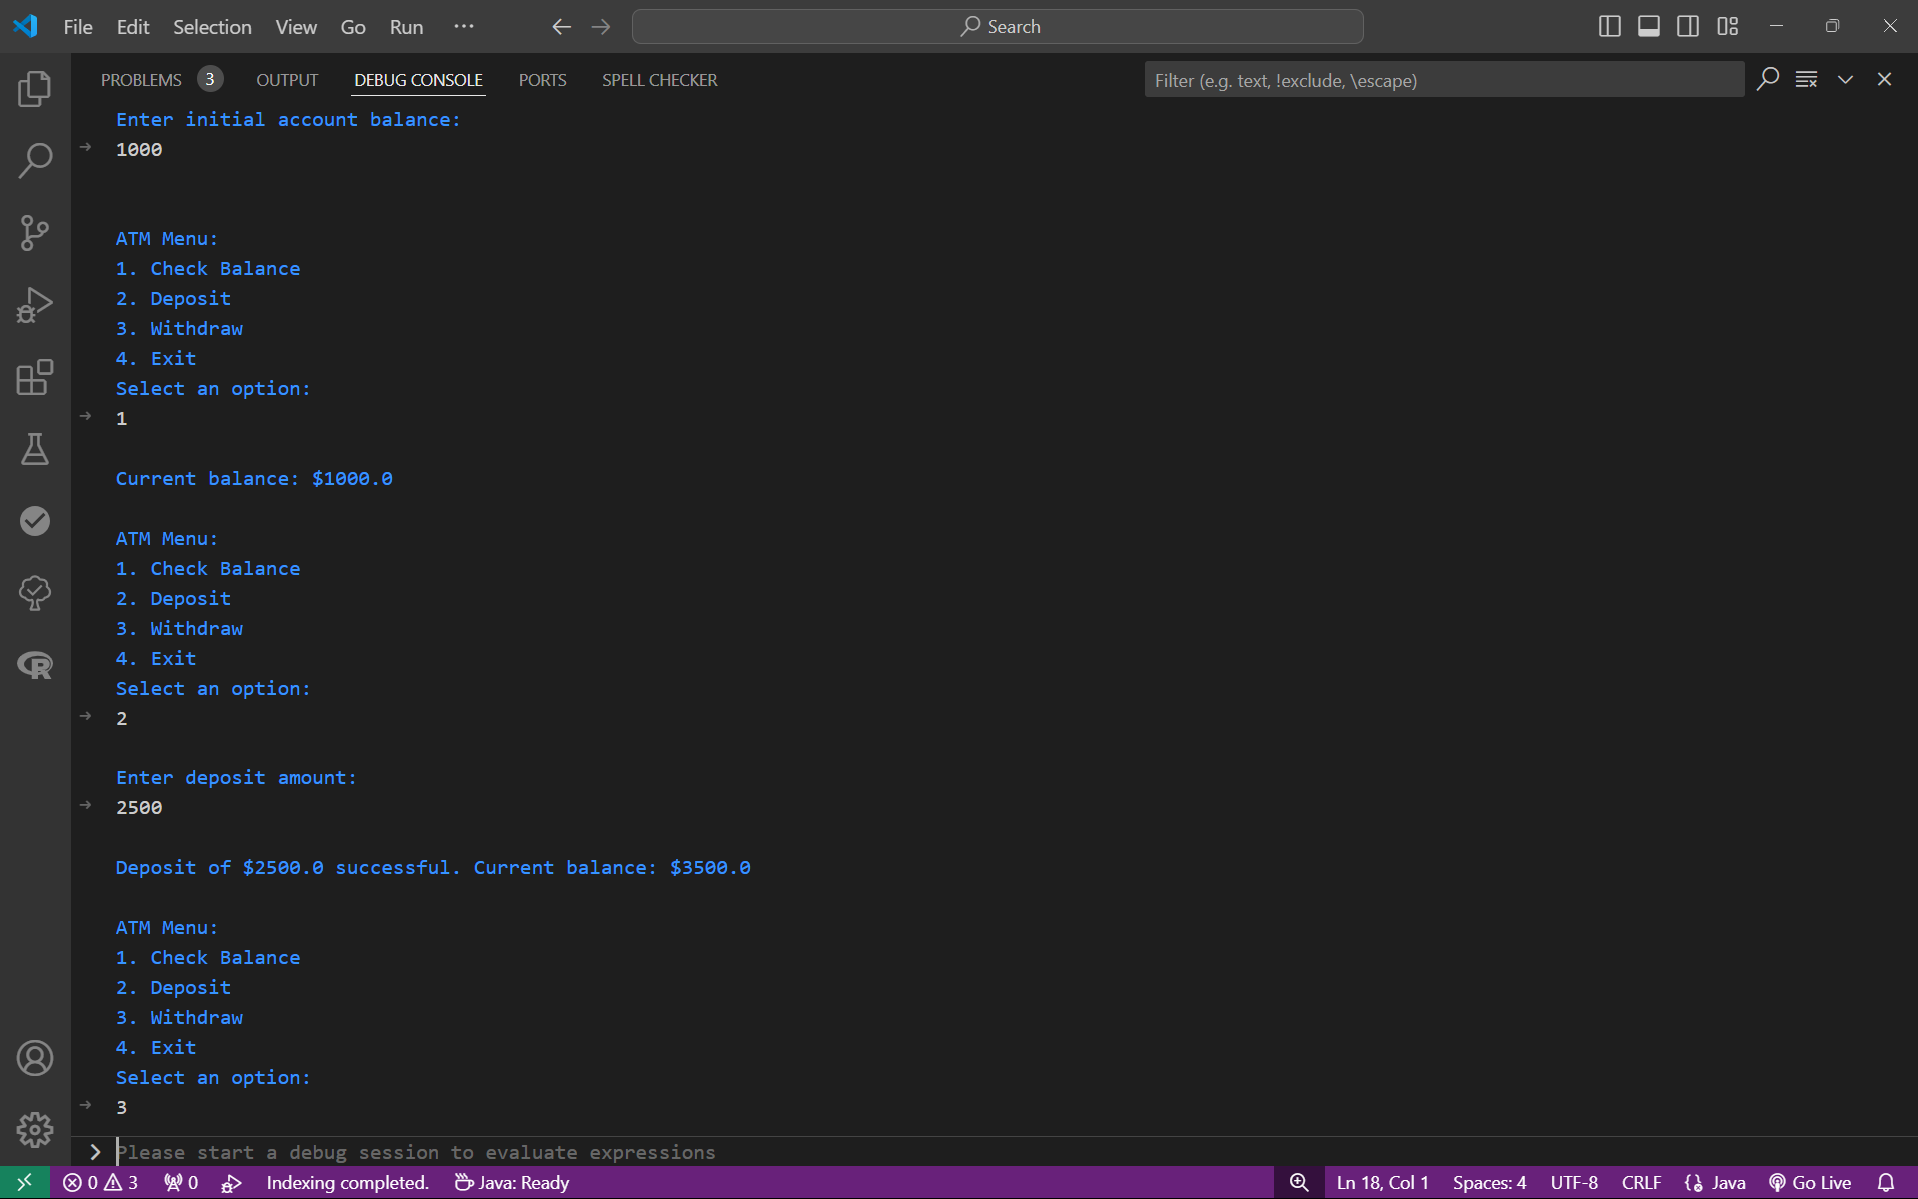 File Edit Selection View Go Run ···
Search
PROBLEMS 3 OUTPUT DEBUG CONSOLE PORTS SPELL CHECKER
Filter (e.g. text, !exclude, \escape)
Enter initial account balance:
1000
ATM Menu:
1. Check Balance
2. Deposit
3. Withdraw
4. Exit
Select an option:
1
Current balance: $1000.0
ATM Menu:
1. Check Balance
2. Deposit
3. Withdraw
4. Exit
Select an option:
2
Enter deposit amount:
2500
Deposit of $2500.0 successful. Current balance: $3500.0
ATM Menu:
1. Check Balance
2. Deposit
3. Withdraw
4. Exit
Select an option:
3
Please start a debug session to evaluate expressions
0 3 0 Indexing completed. Java: Ready Ln 18, Col 1 Spaces: 4 UTF-8 CRLF Java Go Live